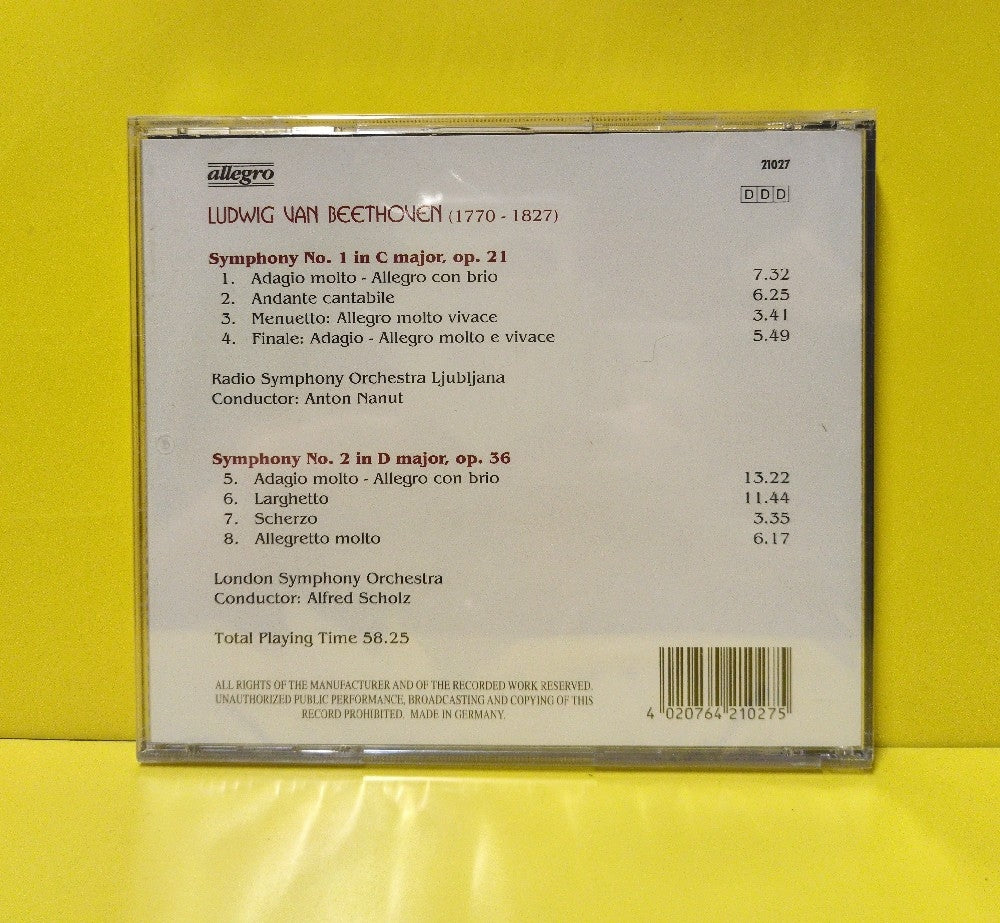 allegro
21027
DDD
LUDWIG VAN BEETHOVEN (1770 - 1827)
Symphony No. 1 in C major, op. 21
1. Adagio molto - Allegro con brio 7.32
2. Andante cantabile 6.25
3. Menuetto: Allegro molto vivace 3.41
4. Finale: Adagio - Allegro molto e vivace 5.49
Radio Symphony Orchestra Ljubljana
Conductor: Anton Nanut
Symphony No. 2 in D major, op. 36
5. Adagio molto - Allegro con brio 13.22
6. Larghetto 11.44
7. Scherzo 3.35
8. Allegretto molto 6.17
London Symphony Orchestra
Conductor: Alfred Scholz
Total Playing Time 58.25
ALL RIGHTS OF THE MANUFACTURER AND OF THE RECORDED WORK RESERVED.
UNAUTHORIZED PUBLIC PERFORMANCE, BROADCASTING AND COPYING OF THIS
RECORD PROHIBITED. MADE IN GERMANY.
4 020764 210275